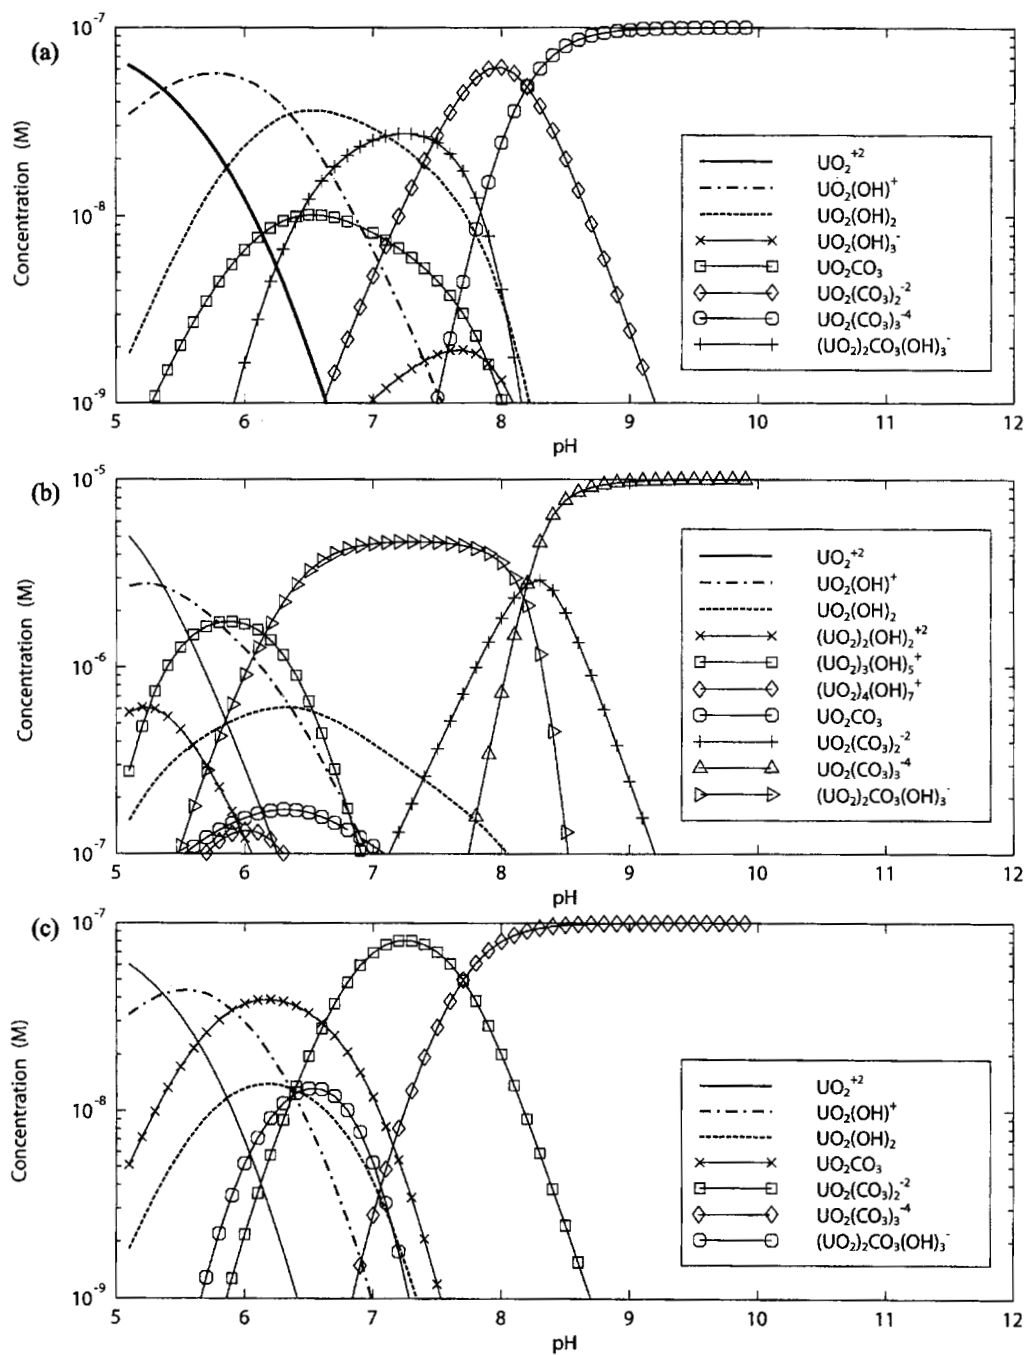 (a)
10⁻⁷
10⁻⁸
10⁻⁹
Concentration (M)
5 6 7 8 9 10 11 12
pH
UO₂⁺²
UO₂(OH)⁺
UO₂(OH)₂
UO₂(OH)₃⁻
UO₂CO₃
UO₂(CO₃)₂⁻²
UO₂(CO₃)₃⁻⁴
(UO₂)₂CO₃(OH)₃⁻
(b)
10⁻⁵
10⁻⁶
10⁻⁷
Concentration (M)
5 6 7 8 9 10 11 12
pH
UO₂⁺²
UO₂(OH)⁺
UO₂(OH)₂
(UO₂)₂(OH)₂⁺²
(UO₂)₃(OH)₅⁺
(UO₂)₄(OH)₇⁺
UO₂CO₃
UO₂(CO₃)₂⁻²
UO₂(CO₃)₃⁻⁴
(UO₂)₂CO₃(OH)₃⁻
(c)
10⁻⁷
10⁻⁸
10⁻⁹
Concentration (M)
5 6 7 8 9 10 11 12
pH
UO₂⁺²
UO₂(OH)⁺
UO₂(OH)₂
UO₂CO₃
UO₂(CO₃)₂⁻²
UO₂(CO₃)₃⁻⁴
(UO₂)₂CO₃(OH)₃⁻